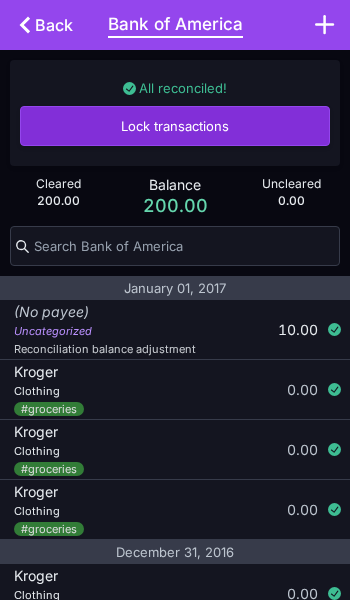 Back
Bank of America
All reconciled!
Lock transactions
Cleared
200.00
Balance
200.00
Uncleared
0.00
Search Bank of America
January 01, 2017
(No payee)
Uncategorized
10.00
Reconciliation balance adjustment
Kroger
Clothing
0.00
#groceries
Kroger
Clothing
0.00
#groceries
Kroger
Clothing
0.00
#groceries
December 31, 2016
Kroger
Clothing
0.00